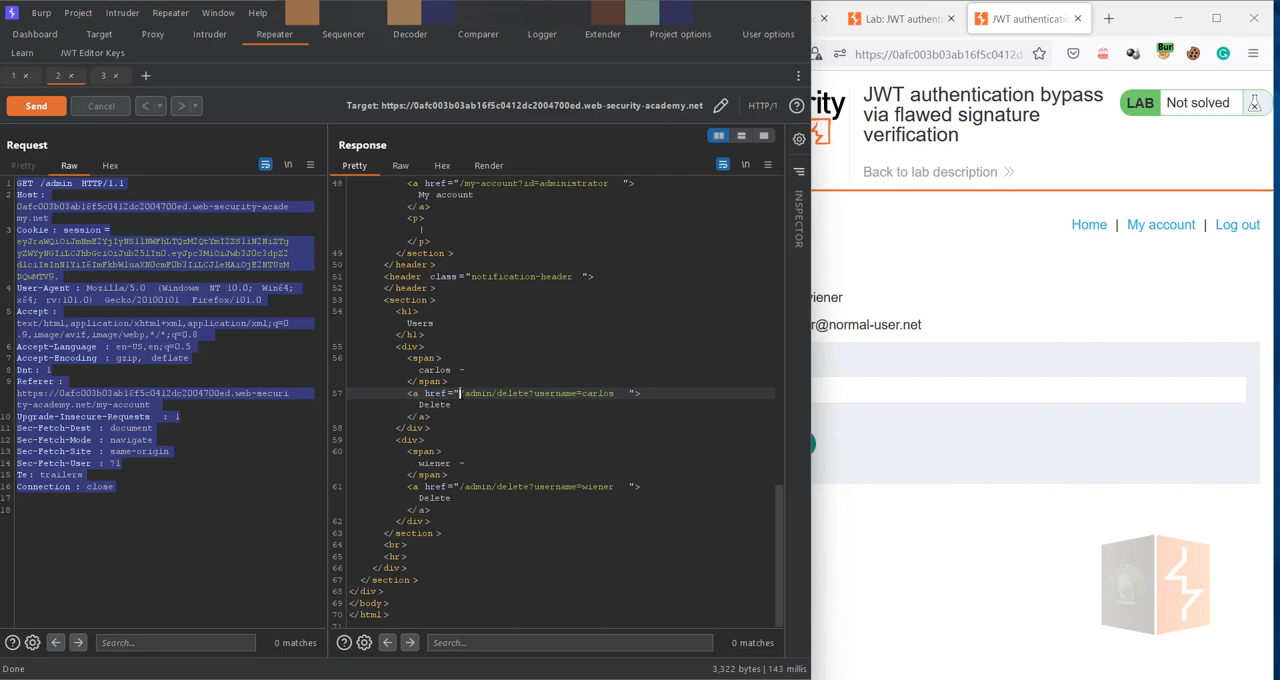 Burp Project Intruder Repeater Window Help
Dashboard Target Proxy Intruder Repeater Sequencer Decoder Comparer Logger Extender Project options User options
Learn JWT Editor Keys
1 × 2 × 3 × +
Send Cancel < > Target: https://0afc003b03ab16f5c0412dc2004700ed.web-security-academy.net HTTP/1
Request
Pretty Raw Hex \n
1 GET /admin HTTP/1.1
2 Host:
0afc003b03ab16f5c0412dc2004700ed.web-security-acade
my.net
3 Cookie: session=
4 User-Agent: Mozilla/5.0 (Windows NT 10.0; Win64;
x64; rv:101.0) Gecko/20100101 Firefox/101.0
5 Accept:
text/html,application/xhtml+xml,application/xml;q=0
.9,image/avif,image/webp,*/*;q=0.8
6 Accept-Language: en-US,en;q=0.5
7 Accept-Encoding: gzip, deflate
8 Dnt: 1
9 Referer:
https://0afc003b03ab16f5c0412dc2004700ed.web-securi
ty-academy.net/my-account
10 Upgrade-Insecure-Requests: 1
11 Sec-Fetch-Dest: document
12 Sec-Fetch-Mode: navigate
13 Sec-Fetch-Site: same-origin
14 Sec-Fetch-User: ?1
15 Te: trailers
16 Connection: close
17
18
Search... 0 matches
Done
Response
Pretty Raw Hex Render \n
48 <a href="/my-account?id=administrator">
My account
</a>
<p>
|
</p>
49 </section>
50 </header>
51 <header class="notification-header">
52 </header>
53 <section>
54 <h1>
Users
</h1>
55 <div>
56 <span>
carlos -
</span>
57 <a href="/admin/delete?username=carlos">
Delete
</a>
58 </div>
59 <div>
60 <span>
wiener -
</span>
61 <a href="/admin/delete?username=wiener">
Delete
</a>
62 </div>
63 </section>
64 <br>
65 <hr>
66 </div>
67 </section>
68 </div>
69 </body>
70 </html>
71
Search... 0 matches
3,322 bytes | 143 millis
INSPECTOR
Lab: JWT authenti ×
JWT authenticatio ×
https://0afc003b03ab16f5c0412dc
Bur
rity
JWT authentication bypass
via flawed signature
verification
LAB Not solved
Back to lab description
Home | My account | Log out
wiener
r@normal-user.net